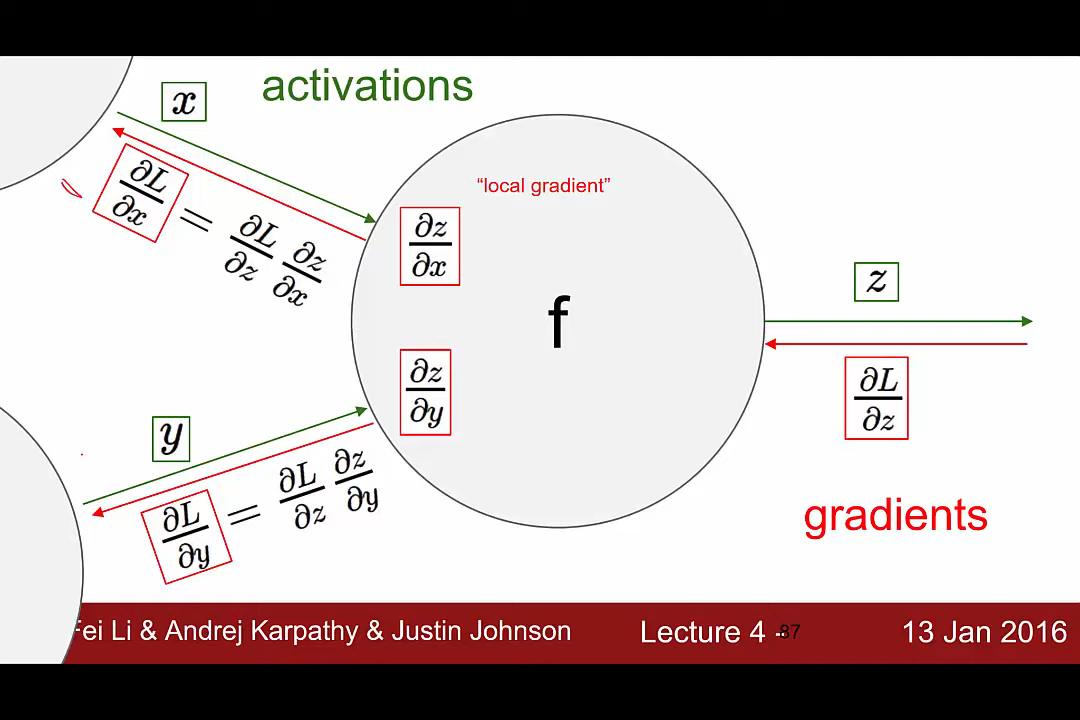 activations
x
"local gradient"
∂L/∂x = ∂L/∂z ∂z/∂x
∂z/∂x
f
z
∂z/∂y
∂L/∂z
y
∂L/∂y = ∂L/∂z ∂z/∂y
gradients
Fei Li & Andrej Karpathy & Justin Johnson
Lecture 4 -
13 Jan 2016